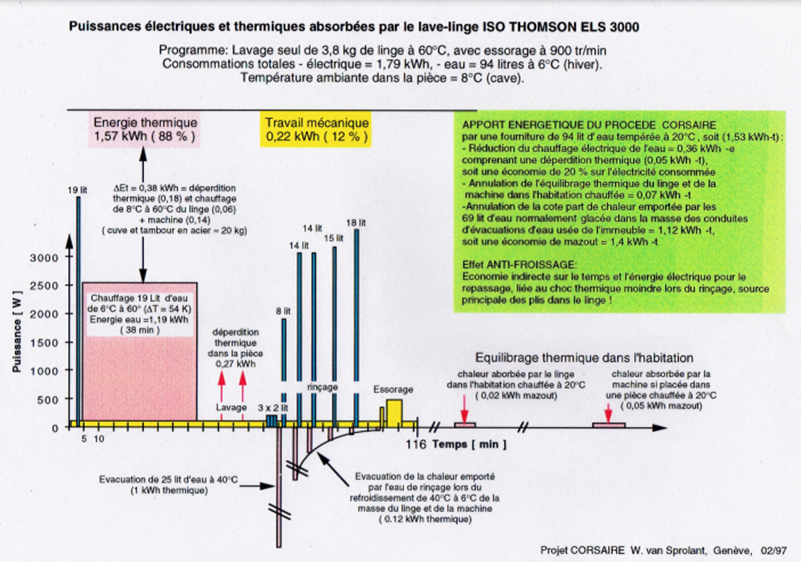 Puissances électriques et thermiques absorbées par le lave-linge ISO THOMSON ELS 3000
Programme: Lavage seul de 3,8 kg de linge à 60°C, avec essorage à 900 tr/min
Consommations totales - électrique = 1,79 kWh, - eau = 94 litres à 6°C (hiver).
Température ambiante dans la pièce = 8°C (cave).
Energie thermique
1,57 kWh ( 88 % )
Travail mécanique
0,22 kWh ( 12 % )
APPORT ENERGETIQUE DU PROCEDE CORSAIRE
par une fourniture de 94 lit d'eau tempérée à 20°C , soit (1,53 kWh-t) :
- Réduction du chauffage électrique de l'eau = 0,36 kWh -e
comprenant une déperdition thermique (0,05 kWh -t),
soit une économie de 20 % sur l'électricité consommée
- Annulation de l'équilibrage thermique du linge et de la
machine dans l'habitation chauffée = 0,07 kWh -t
-Annulation de la cote part de chaleur emportée par les
69 lit d'eau normalement glacée dans la masse des conduites
d'évacuations d'eau usée de l'immeuble = 1,12 kWh -t,
soit une économie de mazout = 1,4 kWh -t
Effet ANTI-FROISSAGE:
Economie indirecte sur le temps et l'énergie électrique pour le
repassage, liée au choc thermique moindre lors du rinçage, source
principale des plis dans le linge !
19 lit
ΔEt = 0,38 kWh = déperdition
thermique (0,18) et chauffage
de 8°C à 60°C du linge (0,06)
+ machine (0,14)
( cuve et tambour en acier = 20 kg)
14 lit
14 lit
15 lit
18 lit
8 lit
Puissance [ W ]
3000
2500
2000
1500
1000
500
0
Chauffage 19 Lit d'eau
de 6°C à 60° (ΔT = 54 K)
Energie eau =1,19 kWh
( 38 min )
déperdition
thermique
dans la pièce
0,27 kWh
Lavage
3 x 2 lit
rinçage
Essorage
Equilibrage thermique dans l'habitation
chaleur aborbée par le linge
dans l'habitation chauffée à 20°C
( 0,02 kWh mazout)
chaleur absorbée par la
machine si placée dans
une pièce chauffée à 20°C
( 0,05 kWh mazout)
5 10
116 Temps [ min ]
Evacuation de 25 lit d'eau à 40°C
(1 kWh thermique)
Evacuation de la chaleur emporté
par l'eau de rinçage lors du
refroidissement de 40°C à 6°C de la
masse du linge et de la machine
( 0.12 kWh thermique)
Projet CORSAIRE W. van Sprolant, Genève, 02/97